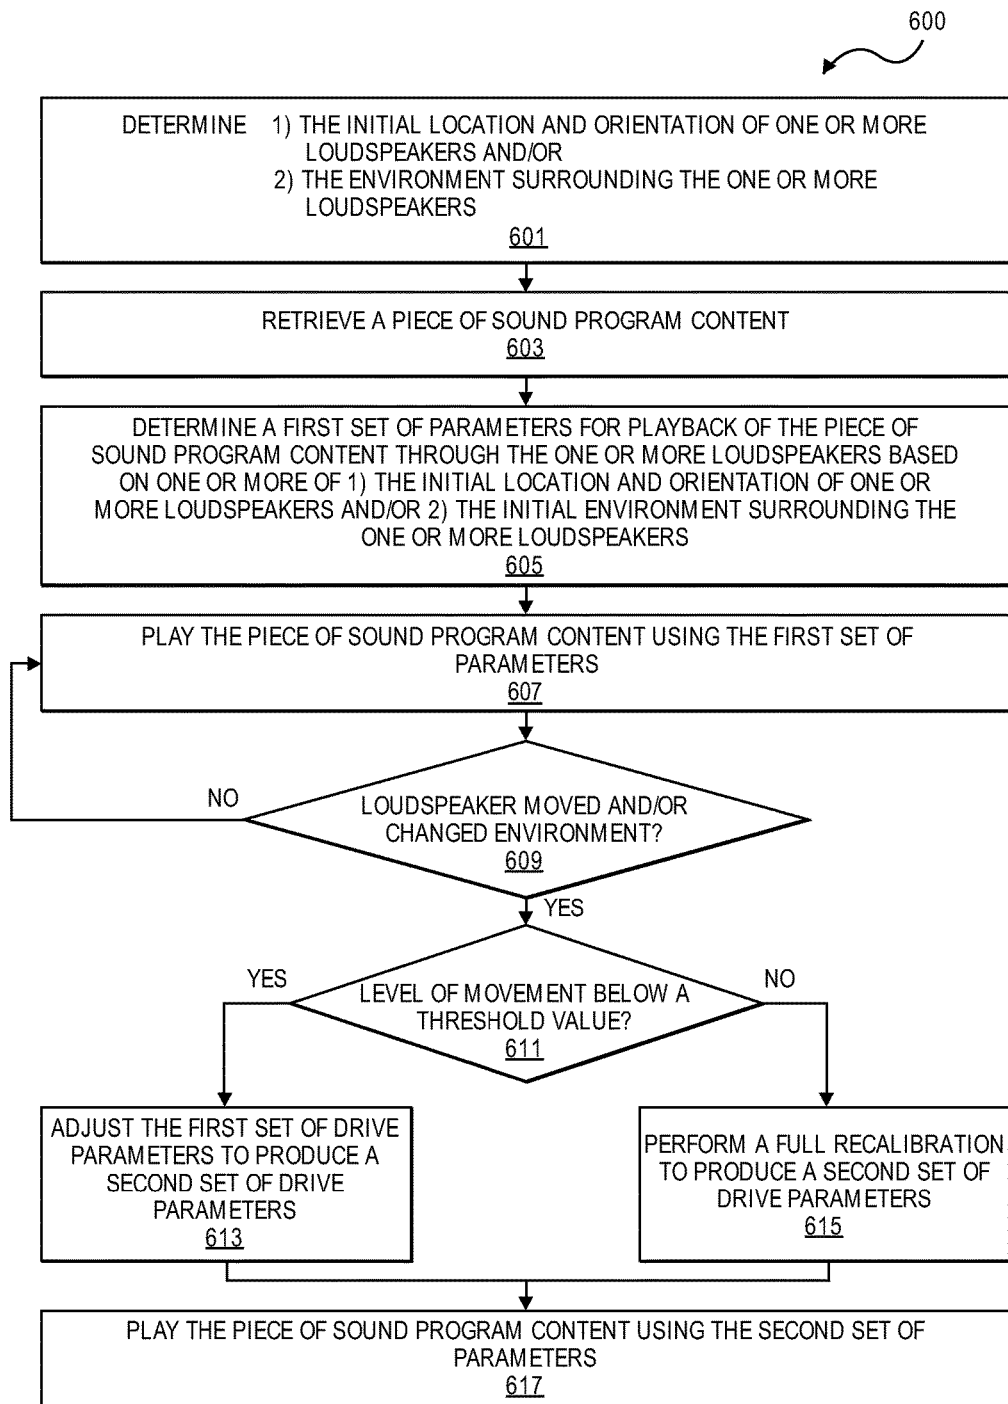 600
DETERMINE 1) THE INITIAL LOCATION AND ORIENTATION OF ONE OR MORE
LOUDSPEAKERS AND/OR
2) THE ENVIRONMENT SURROUNDING THE ONE OR MORE
LOUDSPEAKERS
601
RETRIEVE A PIECE OF SOUND PROGRAM CONTENT
603
DETERMINE A FIRST SET OF PARAMETERS FOR PLAYBACK OF THE PIECE OF
SOUND PROGRAM CONTENT THROUGH THE ONE OR MORE LOUDSPEAKERS BASED
ON ONE OR MORE OF 1) THE INITIAL LOCATION AND ORIENTATION OF ONE OR
MORE LOUDSPEAKERS AND/OR 2) THE INITIAL ENVIRONMENT SURROUNDING THE
ONE OR MORE LOUDSPEAKERS
605
PLAY THE PIECE OF SOUND PROGRAM CONTENT USING THE FIRST SET OF
PARAMETERS
607
NO
LOUDSPEAKER MOVED AND/OR
CHANGED ENVIRONMENT?
609
YES
YES
NO
LEVEL OF MOVEMENT BELOW A
THRESHOLD VALUE?
611
ADJUST THE FIRST SET OF DRIVE
PARAMETERS TO PRODUCE A
SECOND SET OF DRIVE
PARAMETERS
613
PERFORM A FULL RECALIBRATION
TO PRODUCE A SECOND SET OF
DRIVE PARAMETERS
615
PLAY THE PIECE OF SOUND PROGRAM CONTENT USING THE SECOND SET OF
PARAMETERS
617